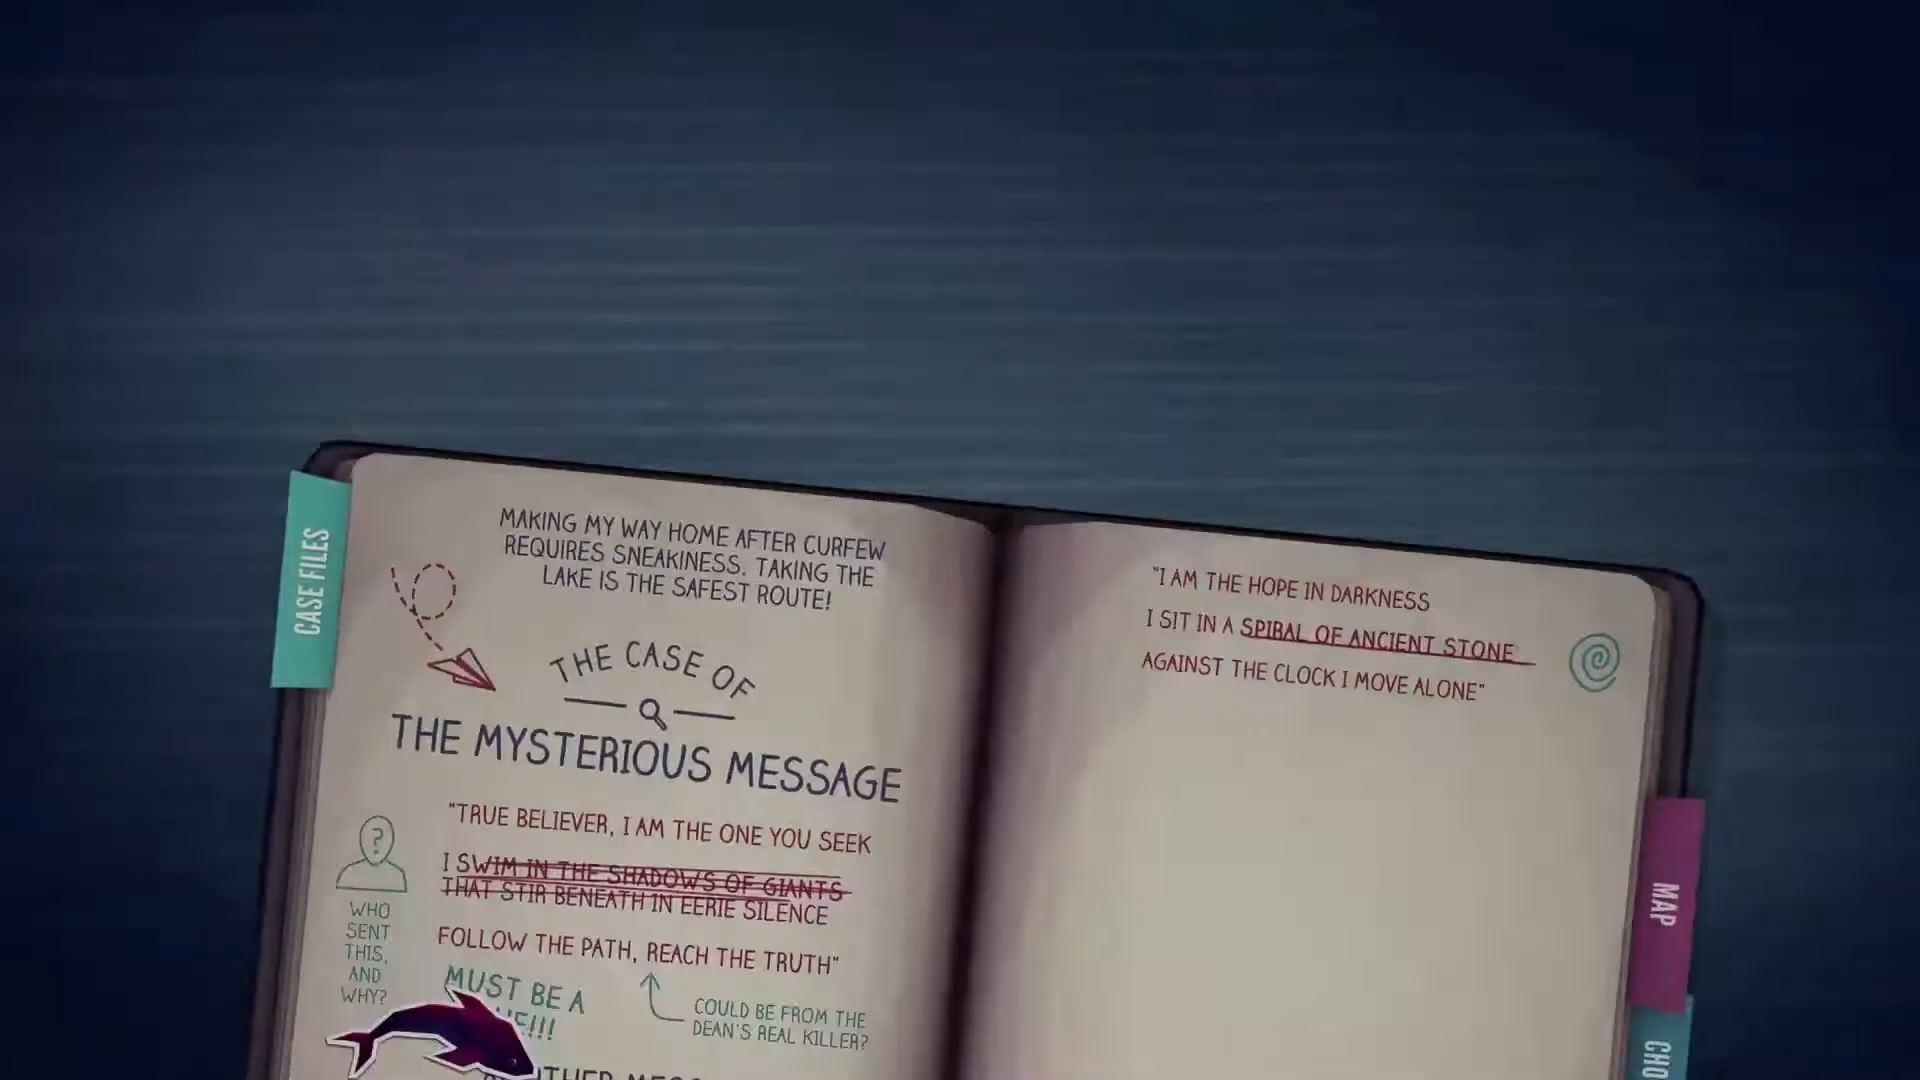 CASE FILES
MAKING MY WAY HOME AFTER CURFEW
REQUIRES SNEAKINESS. TAKING THE
LAKE IS THE SAFEST ROUTE!
THE CASE OF
THE MYSTERIOUS MESSAGE
"TRUE BELIEVER, I AM THE ONE YOU SEEK
I SWIM IN THE SHADOWS OF GIANTS
THAT STIR BENEATH IN EERIE SILENCE
FOLLOW THE PATH, REACH THE TRUTH"
?
WHO
SENT
THIS,
AND
WHY?
MUST BE A
COULD BE FROM THE
DEAN'S REAL KILLER?
"I AM THE HOPE IN DARKNESS
I SIT IN A SPIRAL OF ANCIENT STONE
AGAINST THE CLOCK I MOVE ALONE"
MAP